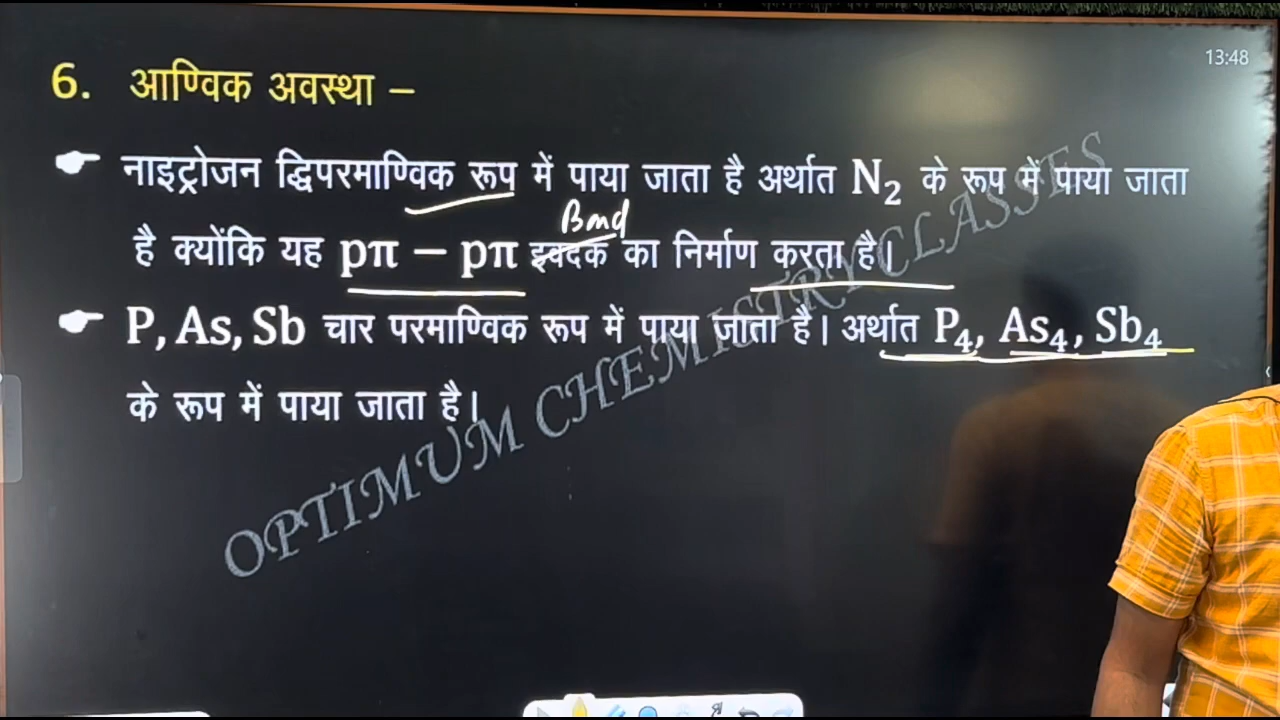 13:48
6. आण्विक अवस्था –
नाइट्रोजन द्विपरमाण्विक रूप में पाया जाता है अर्थात N₂ के रूप में पाया जाता
Bond
है क्योंकि यह pπ – pπ इवदक का निर्माण करता है।
P, As, Sb चार परमाण्विक रूप में पाया जाता है। अर्थात P₄, As₄, Sb₄
के रूप में पाया जाता है।
OPTIMUM CHEMISTRY CLASSES